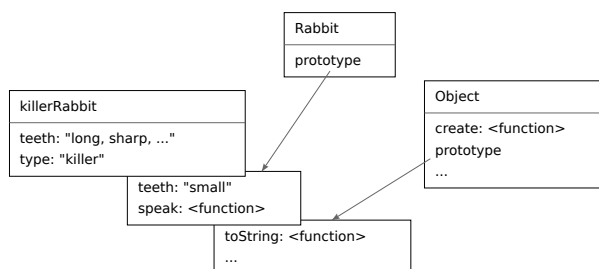 Rabbit
prototype
killerRabbit
teeth: "long, sharp, ..."
type: "killer"
Object
create: <function>
prototype
...
teeth: "small"
speak: <function>
toString: <function>
...